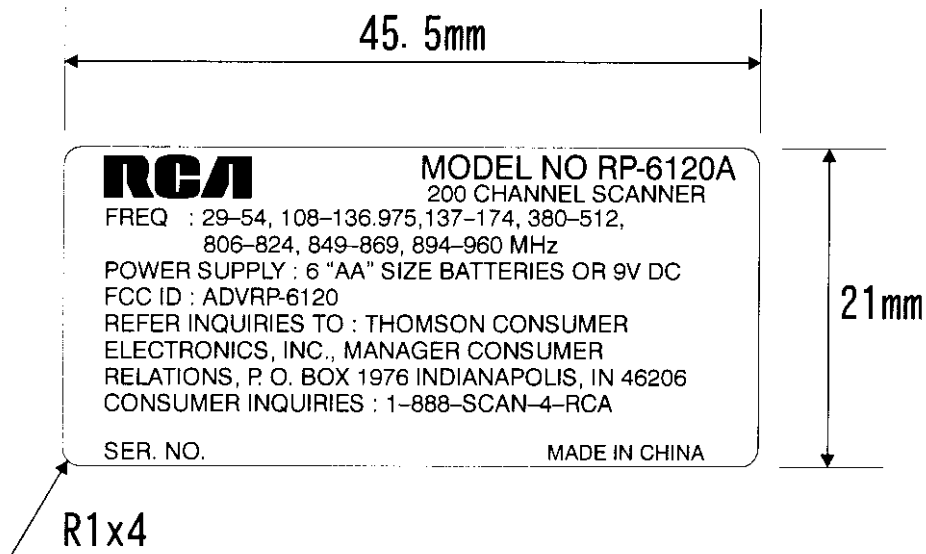 45.5mm
RCA MODEL NO RP-6120A
200 CHANNEL SCANNER
FREQ : 29–54, 108–136.975,137–174, 380–512,
806–824, 849–869, 894–960 MHz
POWER SUPPLY : 6 “AA” SIZE BATTERIES OR 9V DC
FCC ID : ADVRP-6120
REFER INQUIRIES TO : THOMSON CONSUMER
ELECTRONICS, INC., MANAGER CONSUMER
RELATIONS, P. O. BOX 1976 INDIANAPOLIS, IN 46206
CONSUMER INQUIRIES : 1–888–SCAN–4–RCA
SER. NO. MADE IN CHINA
21mm
R1x4